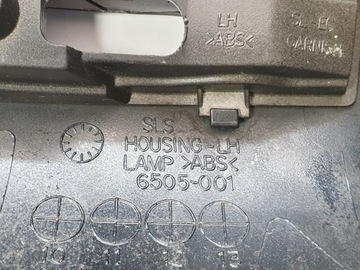 LH
>ABS<
SLS
HOUSING-LH
LAMP >ABS<
6505-001
10
11
12
13